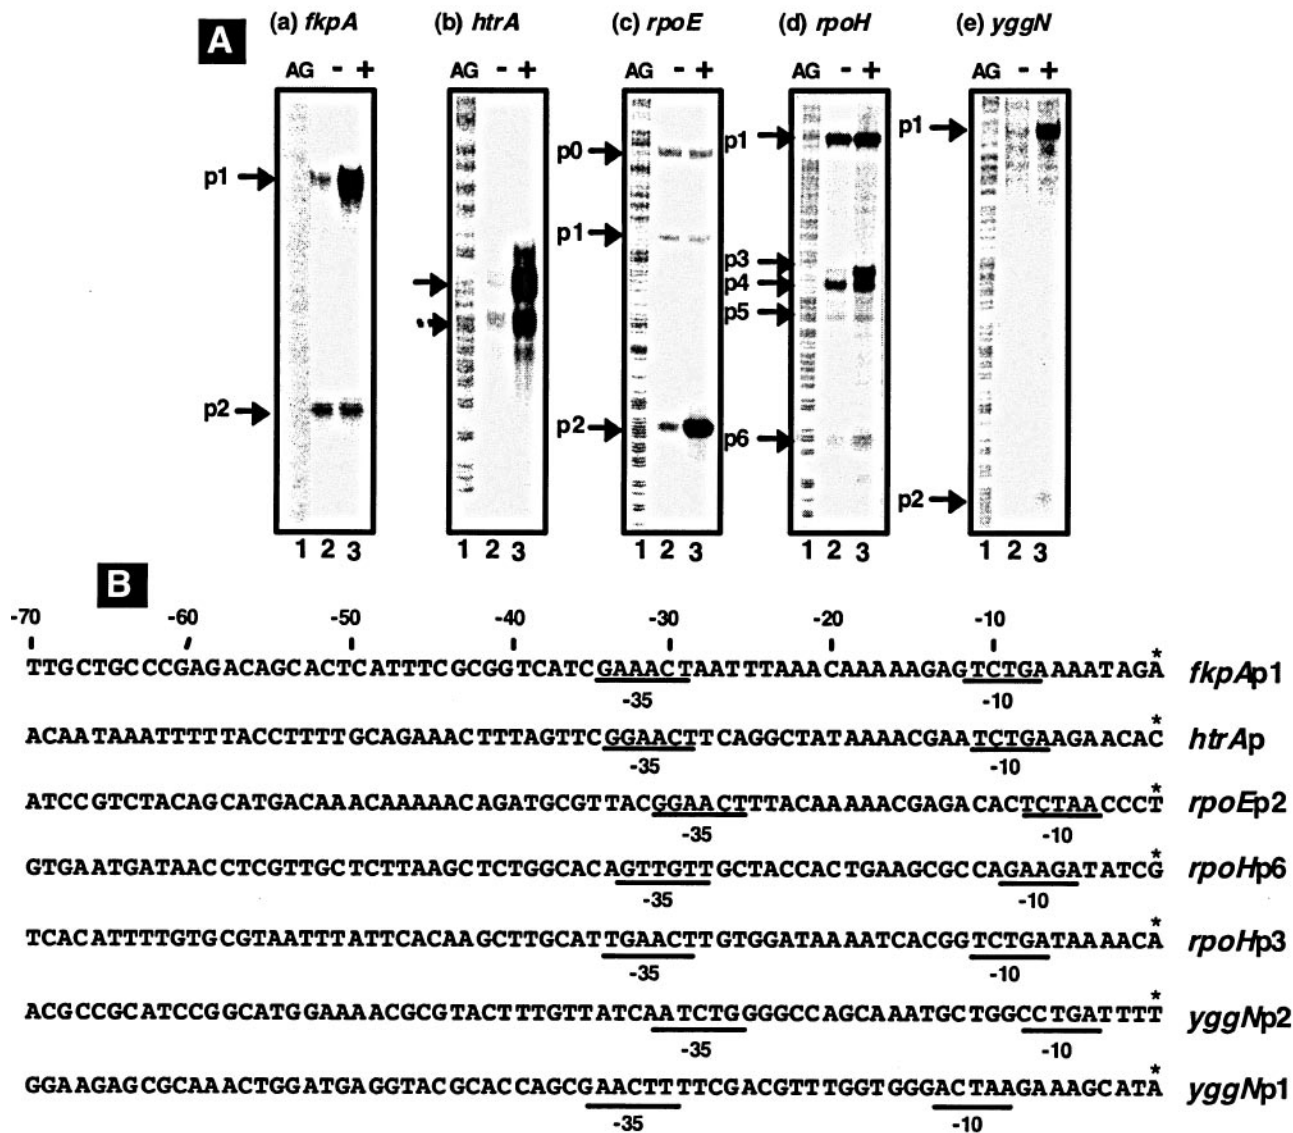 A
(a) fkpA (b) htrA (c) rpoE (d) rpoH (e) yggN
AG - + AG - + AG - + AG - + AG - +
p1
p2
p0
p1
p2
p1
p3
p4
p5
p6
p1
p2
1 2 3 1 2 3 1 2 3 1 2 3 1 2 3
B
-70 -60 -50 -40 -30 -20 -10
*
TTGCTGCCCGAGACAGCACTCATTTCGCGGTCATCGAAACTAATTTAAACAAAAAGAGTCTGAAAATAGA fkpAp1
-35 -10
*
ACAATAAATTTTTACCTTTTGCAGAAACTTTAGTTCGGAACTTCAGGCTATAAAACGAATCTGAAGAACAC htrAp
-35 -10
*
ATCCGTCTACAGCATGACAAACAAAAACAGATGCGTTACGGAACTTTACAAAAACGAGACACTCTAACCCT rpoEp2
-35 -10
*
GTGAATGATAACCTCGTTGCTCTTAAGCTCTGGCACAGTTGTTGCTACCACTGAAGCGCCAGAAGATATCG rpoHp6
-35 -10
*
TCACATTTTGTGCGTAATTTATTCACAAGCTTGCATTGAACTTGTGGATAAAATCACGGTCTGATAAAACA rpoHp3
-35 -10
*
ACGCCGCATCCGGCATGGAAAACGCGTACTTTGTTATCAATCTGGGGCCAGCAAATGCTGGCCTGATTTT yggNp2
-35 -10
*
GGAAGAGCGCAAACTGGATGAGGTACGCACCAGCGAACTTTTCGACGTTTGGTGGGACTAAGAAAGCATA yggNp1
-35 -10